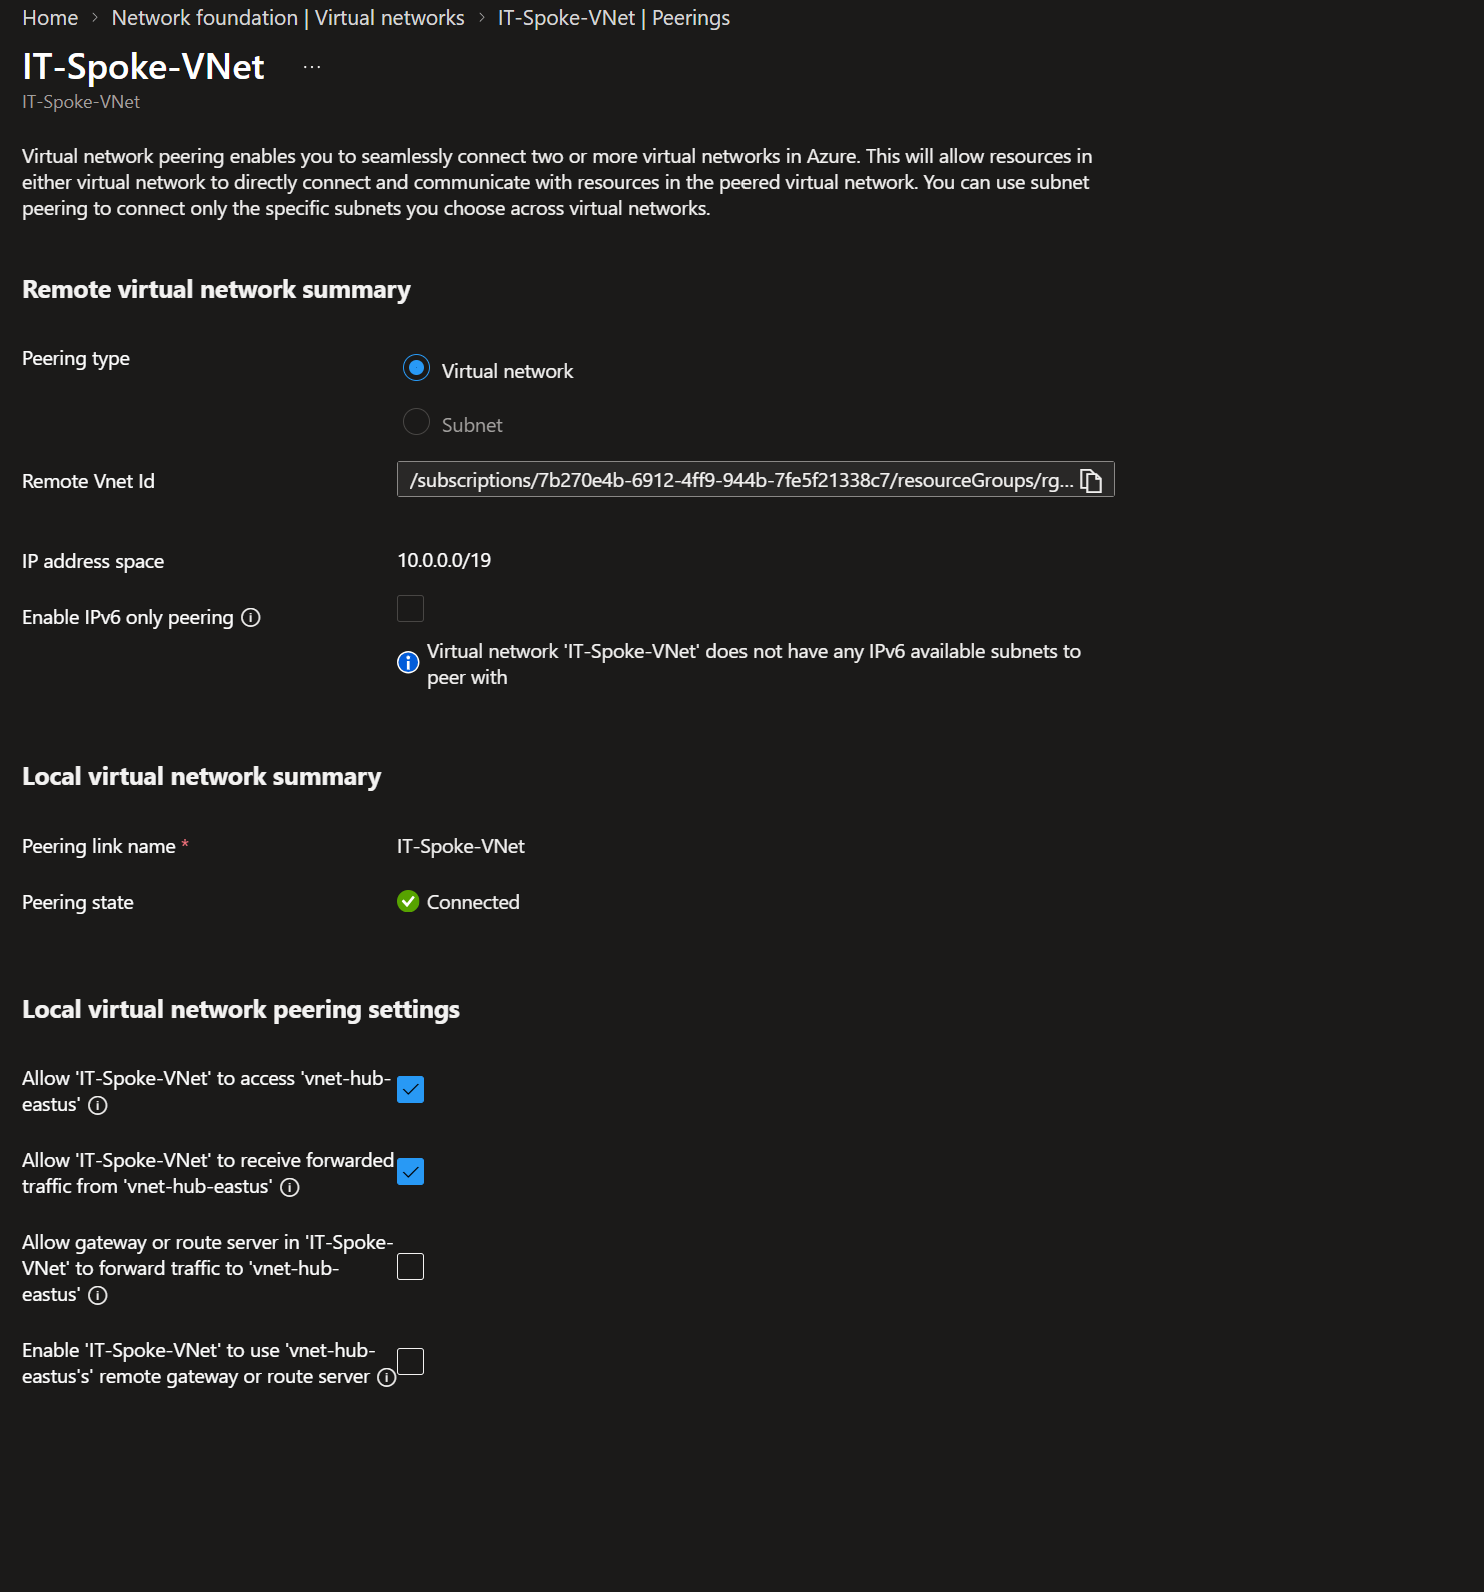 Home > Network foundation | Virtual networks > IT-Spoke-VNet | Peerings
IT-Spoke-VNet ...
IT-Spoke-VNet
Virtual network peering enables you to seamlessly connect two or more virtual networks in Azure. This will allow resources in
either virtual network to directly connect and communicate with resources in the peered virtual network. You can use subnet
peering to connect only the specific subnets you choose across virtual networks.
Remote virtual network summary
Peering type
Virtual network
Subnet
Remote Vnet Id
/subscriptions/7b270e4b-6912-4ff9-944b-7fe5f21338c7/resourceGroups/rg...
IP address space
10.0.0.0/19
Enable IPv6 only peering
Virtual network 'IT-Spoke-VNet' does not have any IPv6 available subnets to
peer with
Local virtual network summary
Peering link name *
IT-Spoke-VNet
Peering state
Connected
Local virtual network peering settings
Allow 'IT-Spoke-VNet' to access 'vnet-hub-
eastus'
Allow 'IT-Spoke-VNet' to receive forwarded
traffic from 'vnet-hub-eastus'
Allow gateway or route server in 'IT-Spoke-
VNet' to forward traffic to 'vnet-hub-
eastus'
Enable 'IT-Spoke-VNet' to use 'vnet-hub-
eastus's' remote gateway or route server